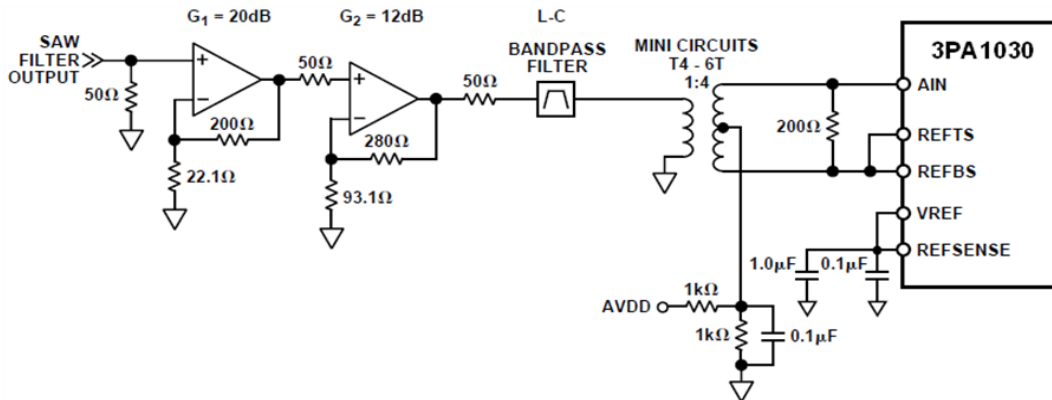 G₁ = 20dB
G₂ = 12dB
L-C
BANDPASS
FILTER
MINI CIRCUITS
T4 - 6T
1:4
3PA1030
SAW
FILTER
OUTPUT
50Ω
+
−
200Ω
22.1Ω
50Ω
+
−
280Ω
93.1Ω
50Ω
200Ω
AIN
REFTS
REFBS
VREF
REFSENSE
1.0µF
0.1µF
AVDD
1kΩ
1kΩ
0.1µF